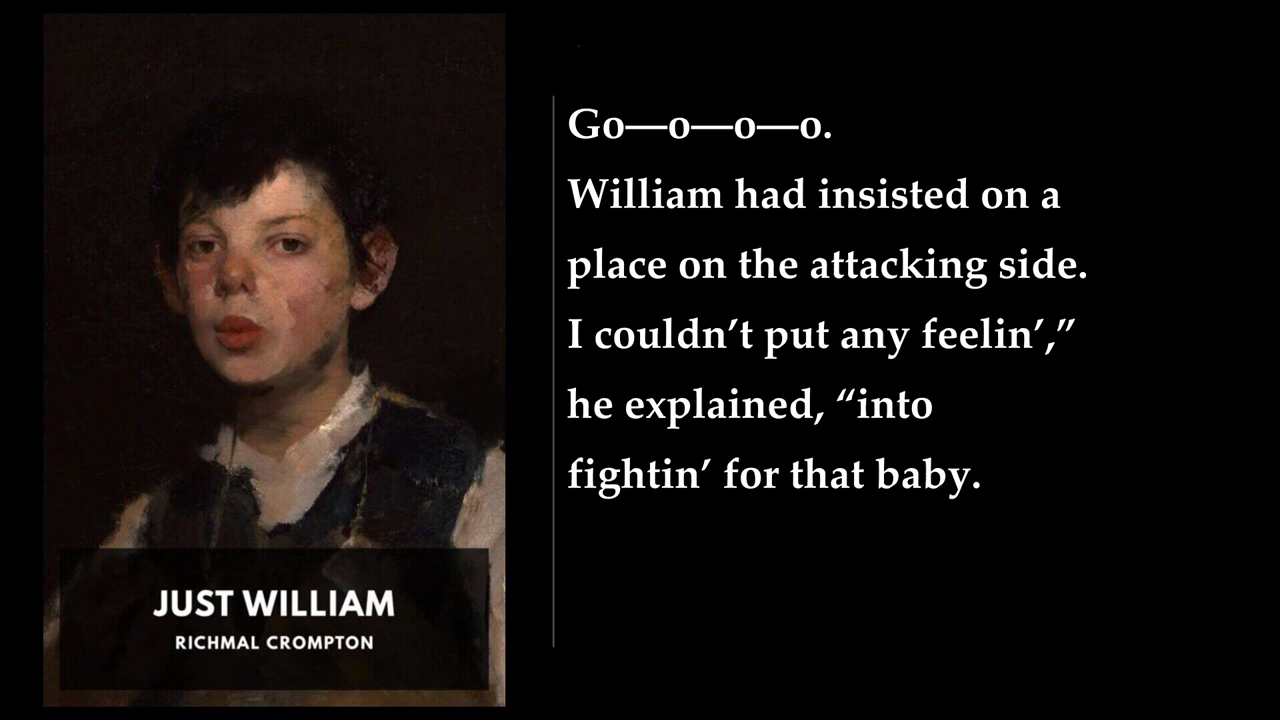 Go—o—o—o.
William had insisted on a
place on the attacking side.
I couldn’t put any feelin’,”
he explained, “into
fightin’ for that baby.
JUST WILLIAM
RICHMAL CROMPTON